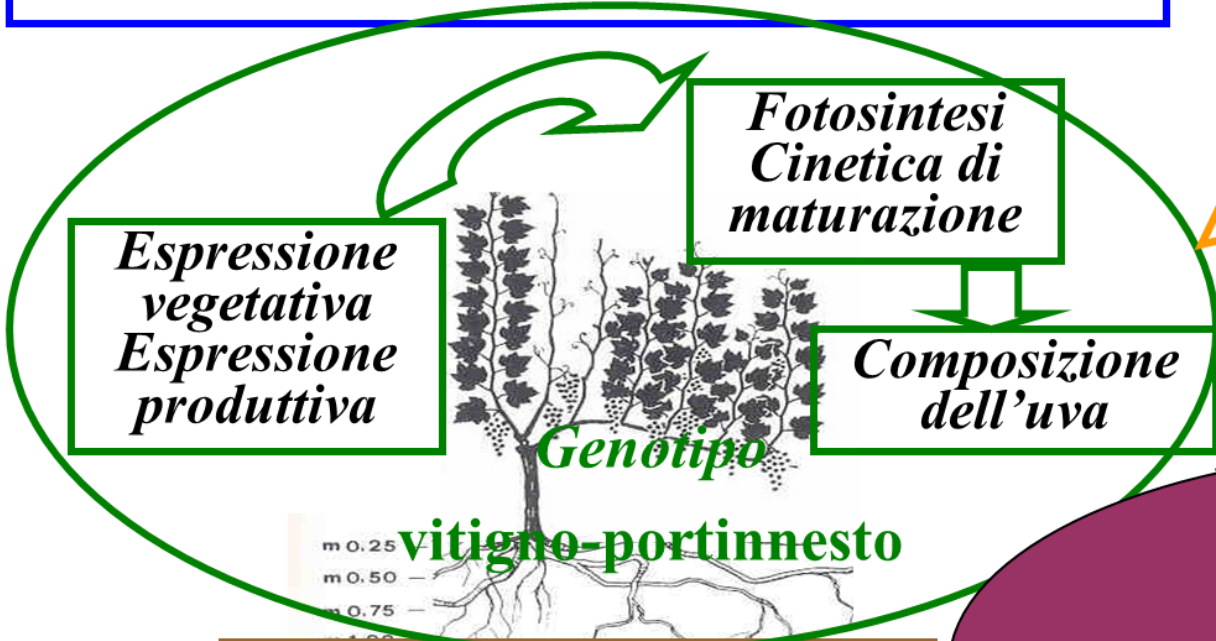 Fotosintesi
Cinetica di
maturazione
Espressione
vegetativa
Espressione
produttiva
Composizione
dell’uva
Genotipo
vitigno-portinnesto
m 0.25
m 0.50
m 0.75